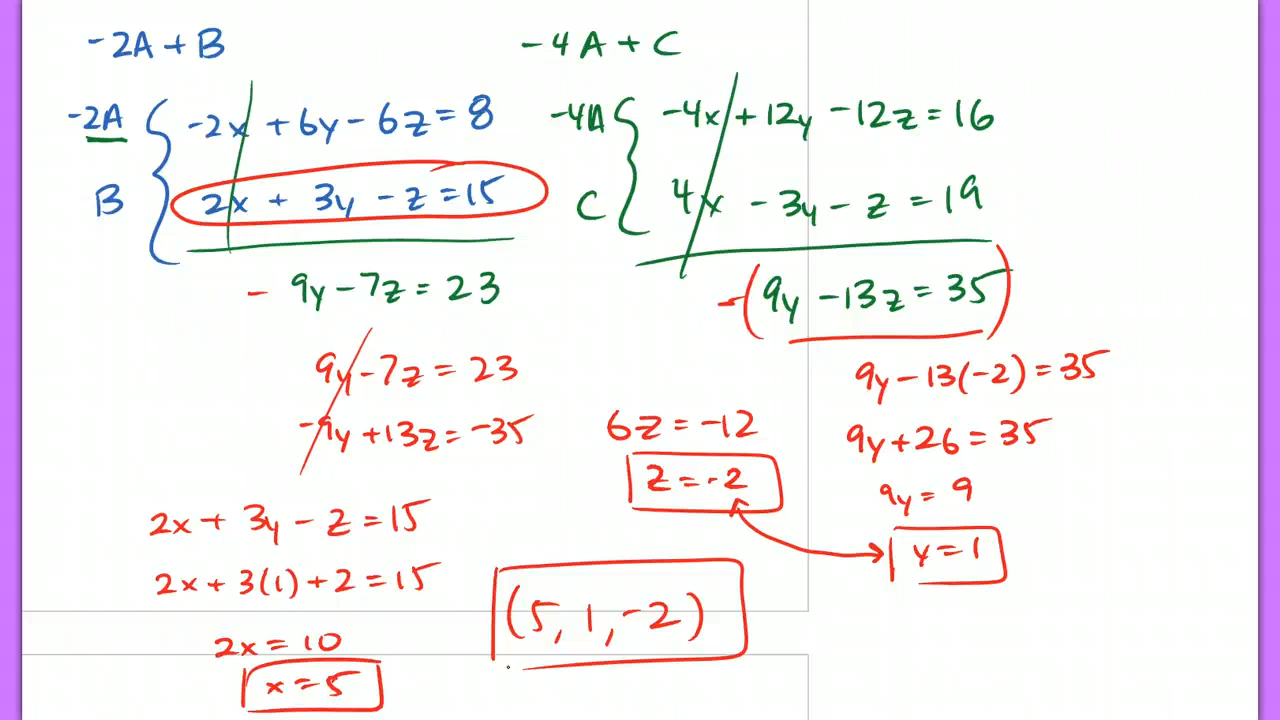 -2A + B
-2A
-2x + 6y - 6z = 8
B
2x + 3y - z = 15
- 9y - 7z = 23
9y - 7z = 23
-9y + 13z = -35
2x + 3y - z = 15
2x + 3(1) + 2 = 15
2x = 10
x = 5
-4A + C
-4A
-4x + 12y - 12z = 16
C
4x - 3y - z = 19
-(9y - 13z = 35)
6z = -12
z = -2
9y - 13(-2) = 35
9y + 26 = 35
9y = 9
y = 1
(5, 1, -2)